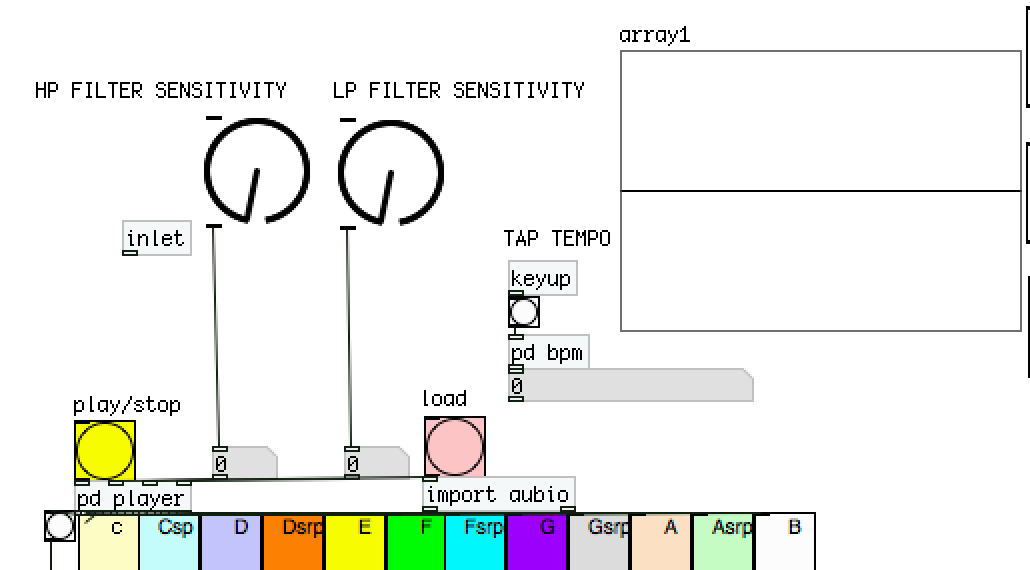 array1
HP FILTER SENSITIVITY
LP FILTER SENSITIVITY
inlet
TAP TEMPO
keyup
pd bpm
0
play/stop
load
0
0
pd player
import aubio
c Csp D Dsrp E F Fsrp G Gsrp A Asrp B